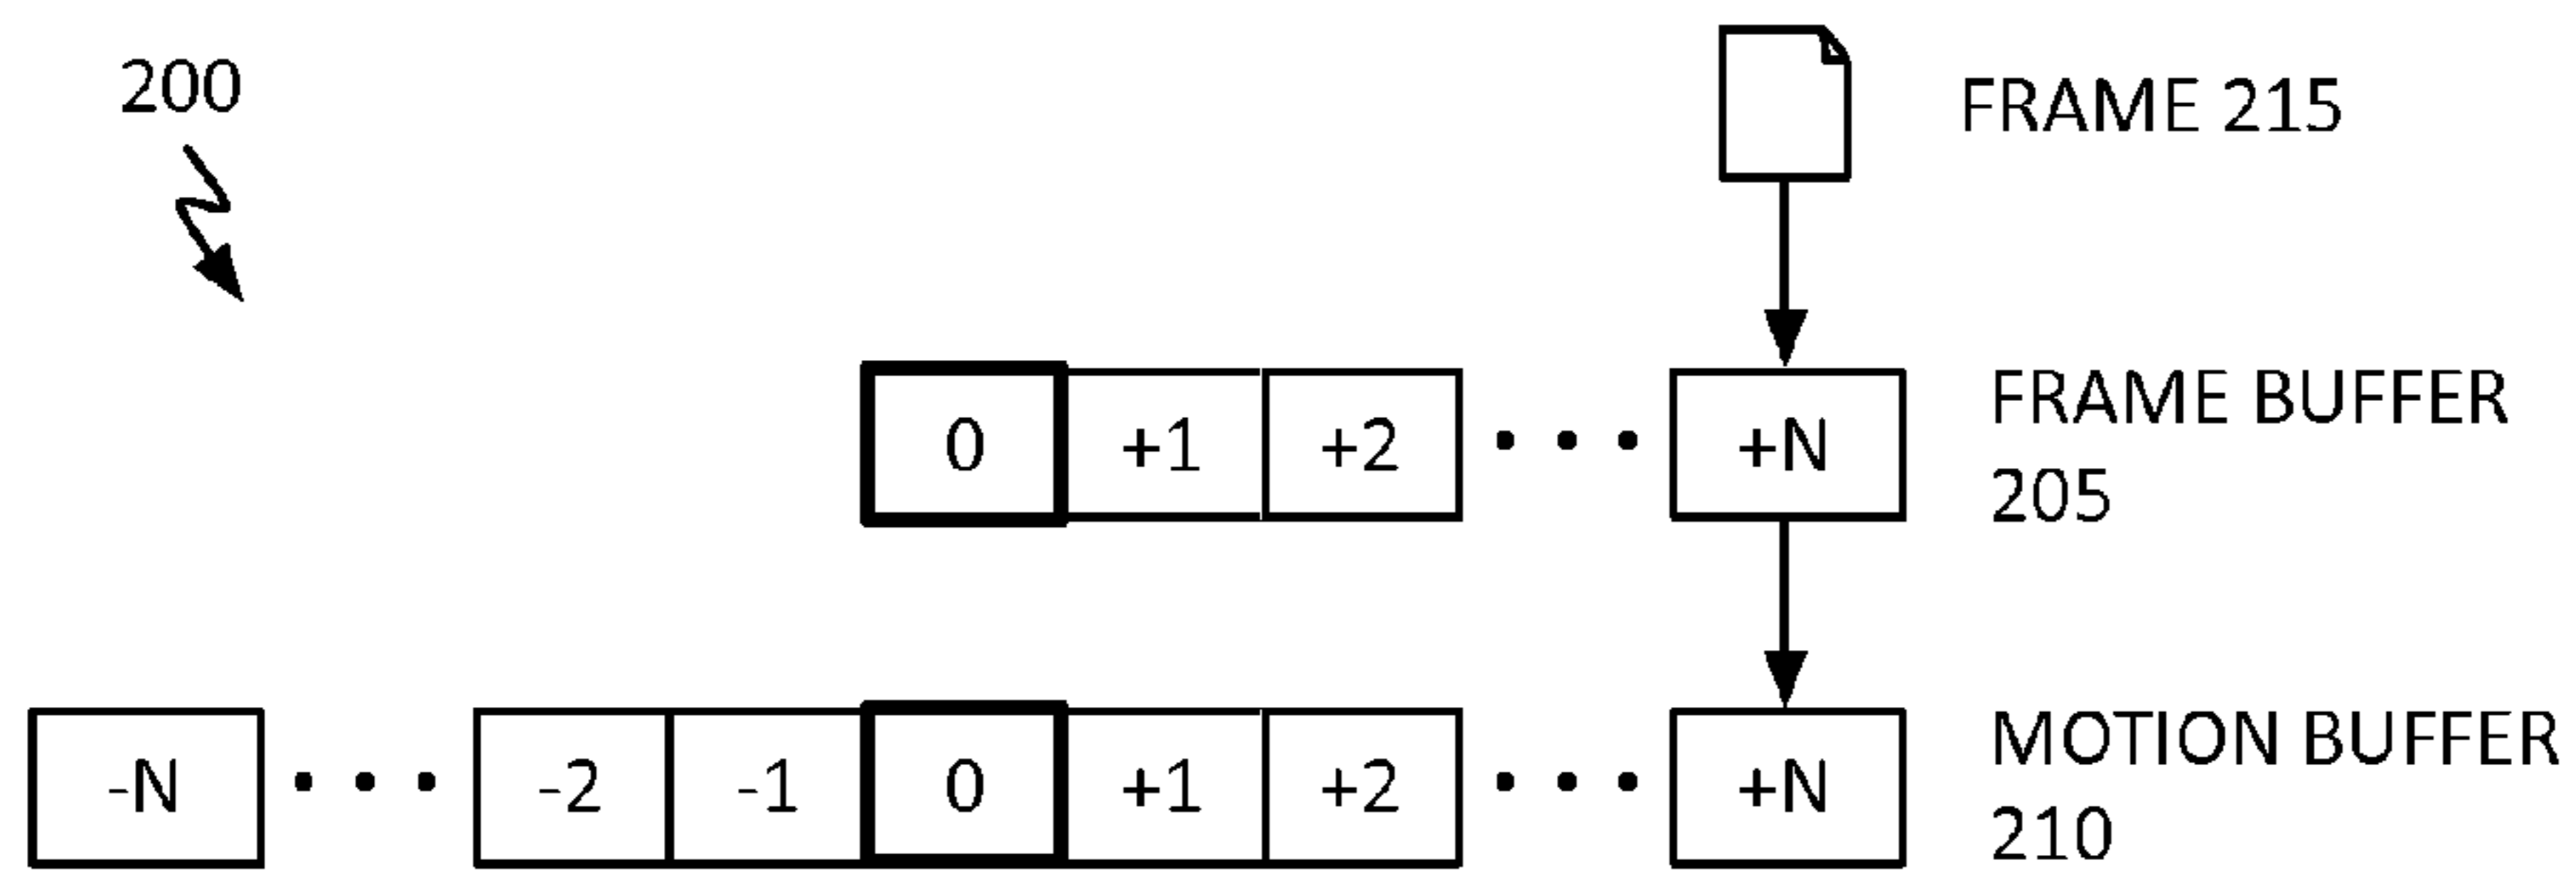 200
FRAME 215
0 +1 +2 • • • +N
FRAME BUFFER
205
-N • • • -2 -1 0 +1 +2 • • • +N
MOTION BUFFER
210